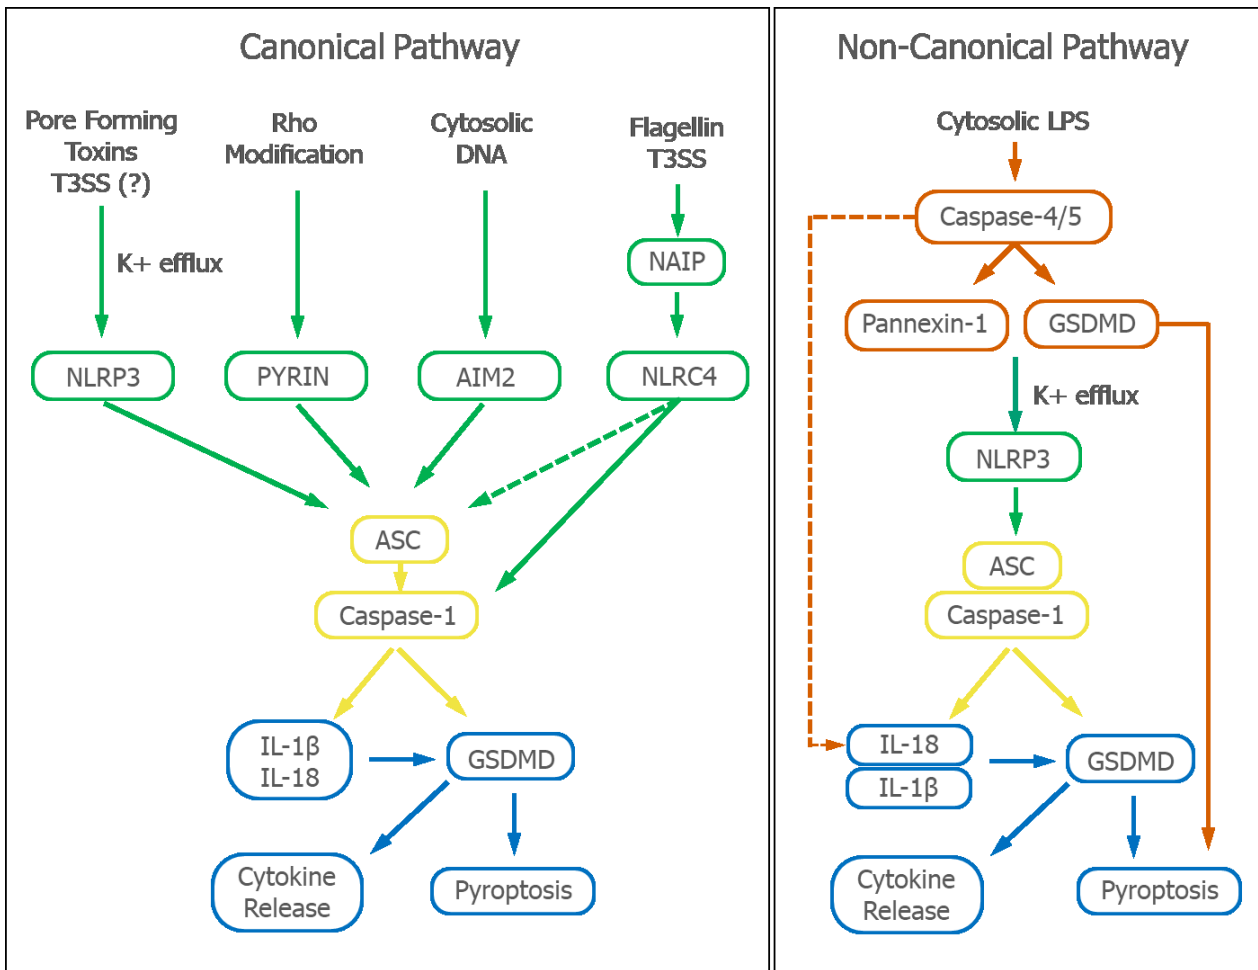 Canonical Pathway
Pore Forming
Toxins
T3SS (?)
Rho
Modification
Cytosolic
DNA
Flagellin
T3SS
K+ efflux
NAIP
NLRP3
PYRIN
AIM2
NLRC4
ASC
Caspase-1
IL-1β
IL-18
GSDMD
Cytokine
Release
Pyroptosis
Non-Canonical Pathway
Cytosolic LPS
Caspase-4/5
Pannexin-1
GSDMD
K+ efflux
NLRP3
ASC
Caspase-1
IL-18
IL-1β
GSDMD
Cytokine
Release
Pyroptosis